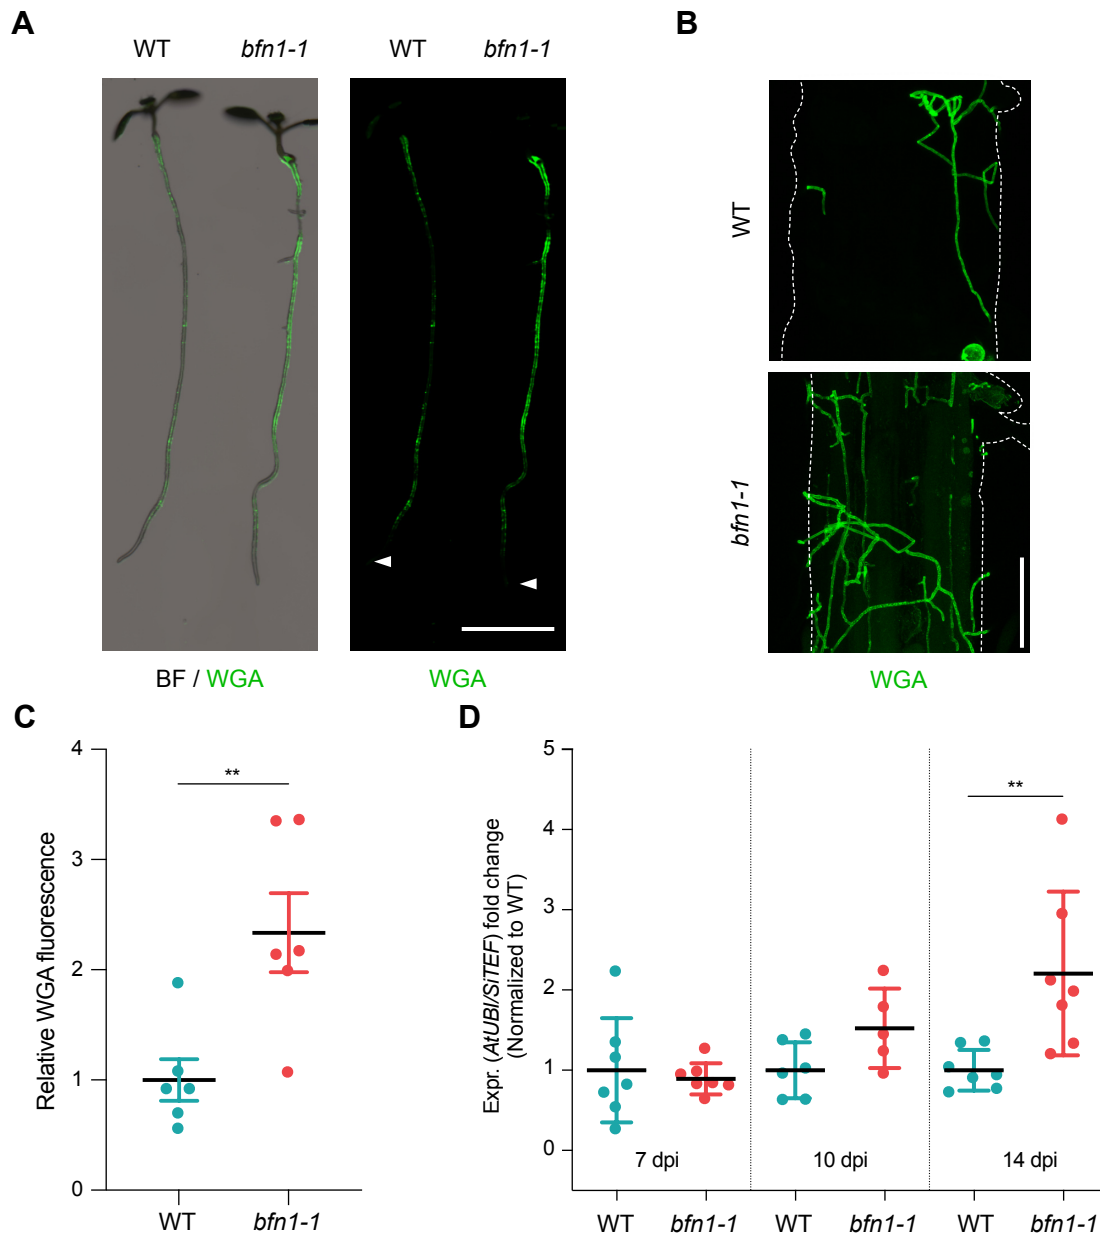 A
B
WT bfn1-1 WT bfn1-1
WT
bfn1-1
BF / WGA
WGA
WGA
C
D
Relative WGA fluorescence
4
3
2
1
0
**
WT bfn1-1
Expr. (AtUBI/SiTEF) fold change
(Normalized to WT)
5
4
3
2
1
0
**
7 dpi 10 dpi 14 dpi
WT bfn1-1 WT bfn1-1 WT bfn1-1